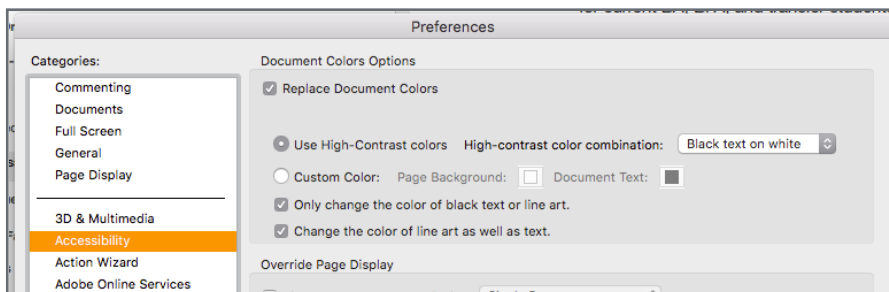 Preferences
Categories:
Commenting
Documents
Full Screen
General
Page Display
3D & Multimedia
Accessibility
Action Wizard
Adobe Online Services
Document Colors Options
Replace Document Colors
Use High-Contrast colors High-contrast color combination: Black text on white
Custom Color: Page Background: Document Text:
Only change the color of black text or line art.
Change the color of line art as well as text.
Override Page Display